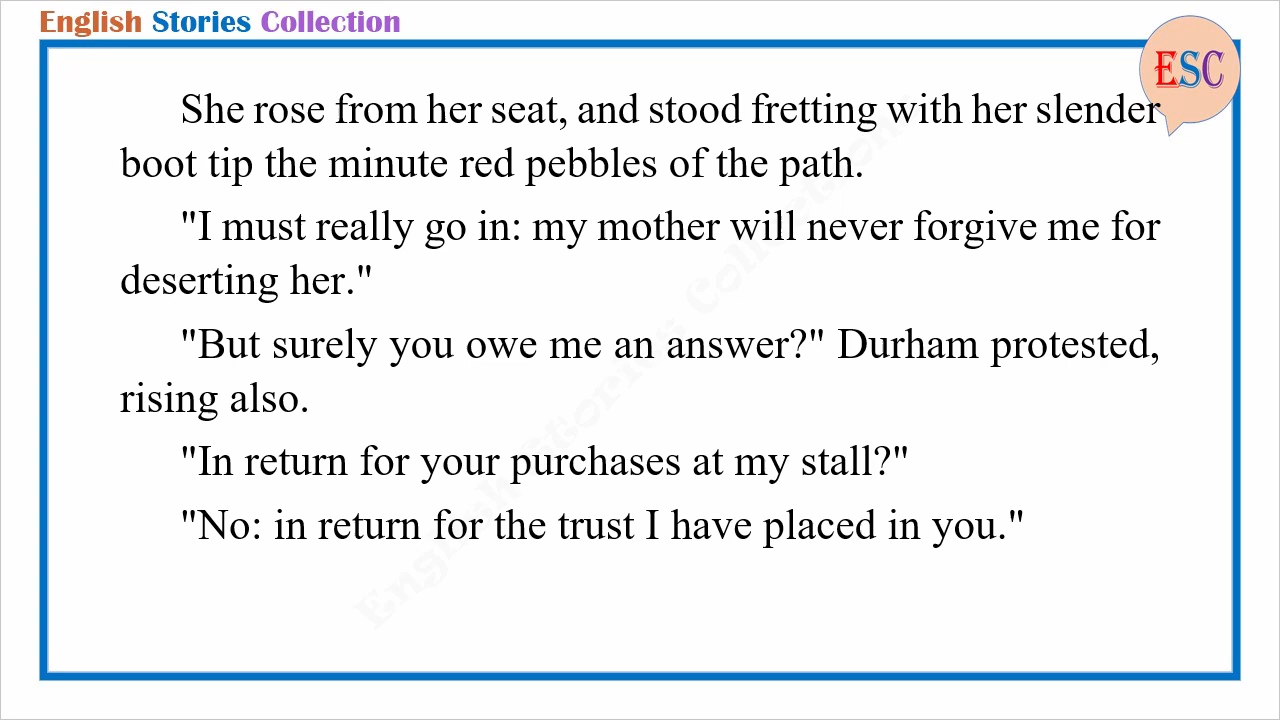 English Stories Collection
ESC
She rose from her seat, and stood fretting with her slender
boot tip the minute red pebbles of the path.
"I must really go in: my mother will never forgive me for
deserting her."
"But surely you owe me an answer?" Durham protested,
rising also.
"In return for your purchases at my stall?"
"No: in return for the trust I have placed in you."
English Stories Collection